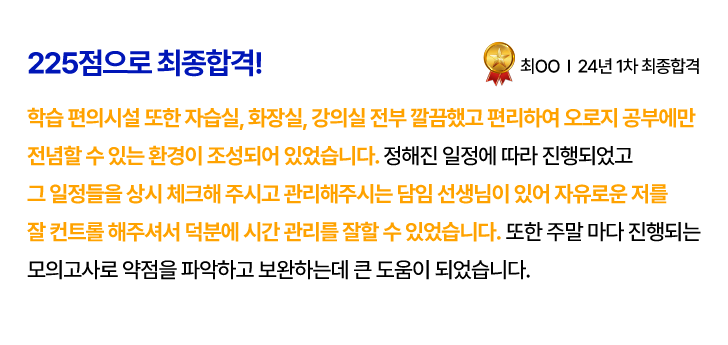 225점으로 최종합격!
최OO ㅣ 24년 1차 최종합격
학습 편의시설 또한 자습실, 화장실, 강의실 전부 깔끔했고 편리하여 오로지 공부에만
전념할 수 있는 환경이 조성되어 있었습니다. 정해진 일정에 따라 진행되었고
그 일정들을 상시 체크해 주시고 관리해주시는 담임 선생님이 있어 자유로운 저를
잘 컨트롤 해주셔서 덕분에 시간 관리를 잘할 수 있었습니다. 또한 주말 마다 진행되는
모의고사로 약점을 파악하고 보완하는데 큰 도움이 되었습니다.